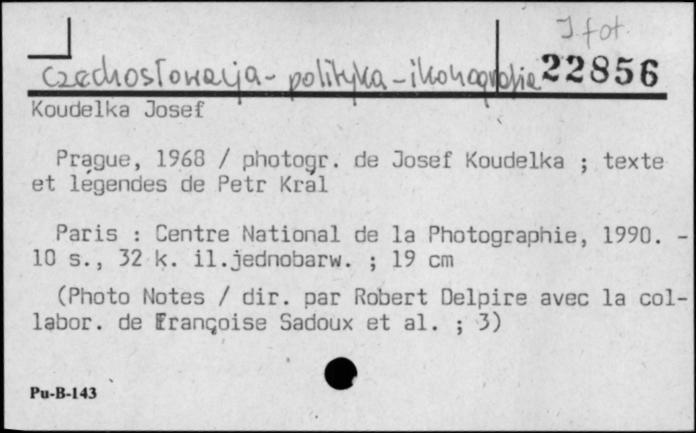 I fot.
Czechosłowacja - polityka - ikonografia 22856
Koudelka Josef
Prague, 1968 / photogr. de Josef Koudelka ; texte
et légendes de Petr Král
Paris : Centre National de la Photographie, 1990. -
10 s., 32 k. il.jednobarw. ; 19 cm
(Photo Notes / dir. par Robert Delpire avec la col-
labor. de Françoise Sadoux et al. ; 3)
Pu-B-143